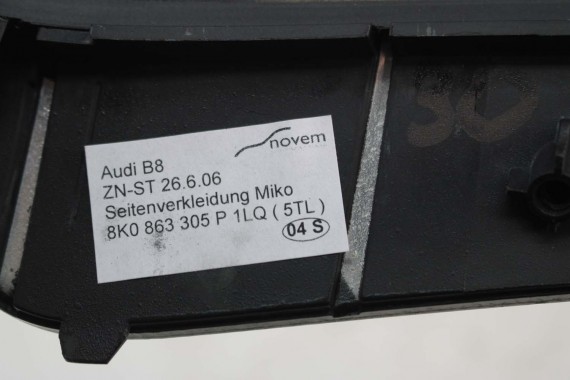 novem
Audi B8
ZN-ST 26.6.06
Seitenverkleidung Miko
8K0 863 305 P 1LQ ( 5TL )
04 S